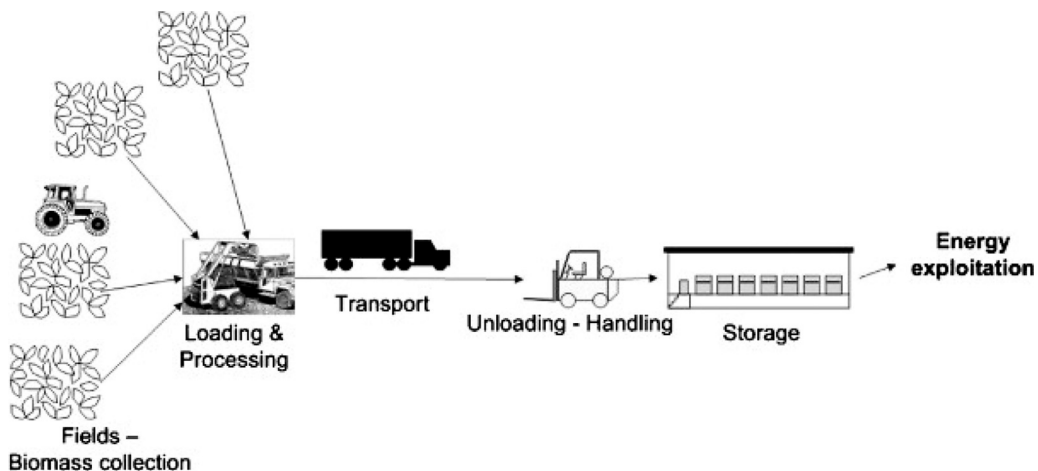 Fields –
Biomass collection
Loading &
Processing
Transport
Unloading - Handling
Storage
Energy
exploitation